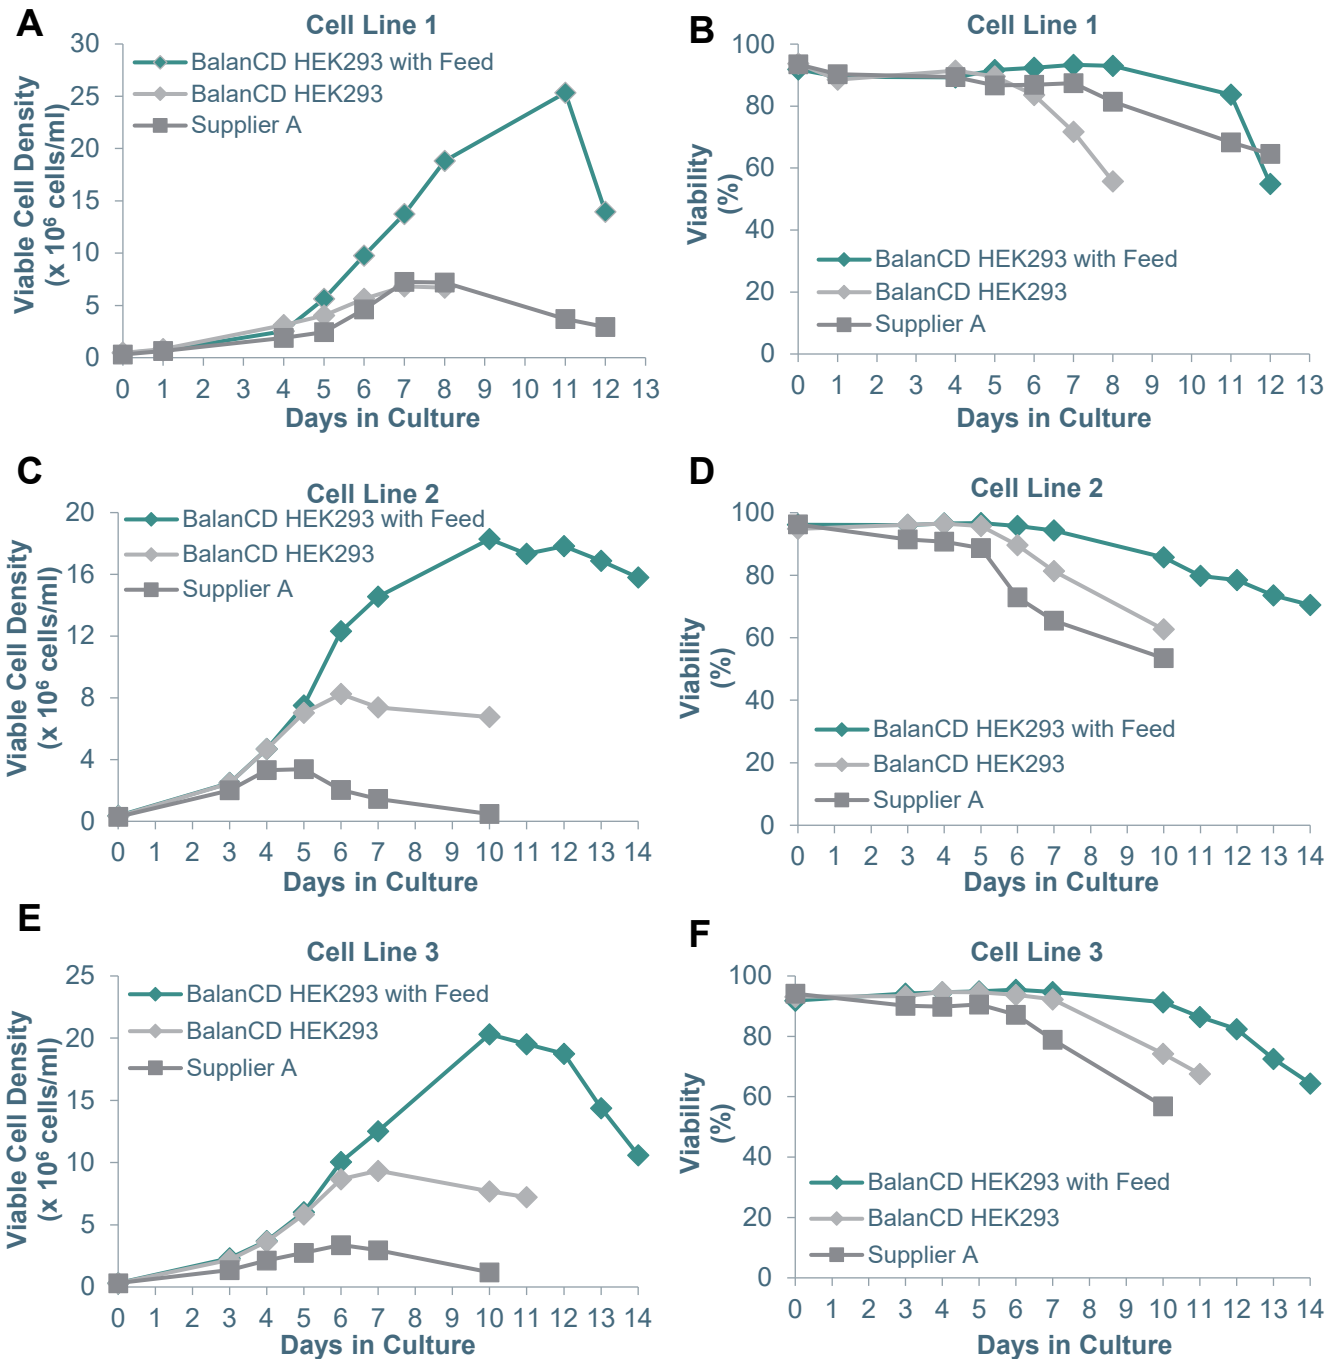 A
Cell Line 1
Viable Cell Density
(x 10⁶ cells/ml)
30
25
20
15
10
5
0
BalanCD HEK293 with Feed
BalanCD HEK293
Supplier A
0 1 2 3 4 5 6 7 8 9 10 11 12 13
Days in Culture
B
Cell Line 1
Viability
(%)
100
80
60
40
20
0
BalanCD HEK293 with Feed
BalanCD HEK293
Supplier A
0 1 2 3 4 5 6 7 8 9 10 11 12 13
Days in Culture
C
Cell Line 2
Viable Cell Density
(x 10⁶ cells/ml)
20
16
12
8
4
0
BalanCD HEK293 with Feed
BalanCD HEK293
Supplier A
0 1 2 3 4 5 6 7 8 9 10 11 12 13 14
Days in Culture
D
Cell Line 2
Viability
(%)
100
80
60
40
20
0
BalanCD HEK293 with Feed
BalanCD HEK293
Supplier A
0 1 2 3 4 5 6 7 8 9 10 11 12 13 14
Days in Culture
E
Cell Line 3
Viable Cell Density
(x 10⁶ cells/ml)
25
20
15
10
5
0
BalanCD HEK293 with Feed
BalanCD HEK293
Supplier A
0 1 2 3 4 5 6 7 8 9 10 11 12 13 14
Days in Culture
F
Cell Line 3
Viability
(%)
100
80
60
40
20
0
BalanCD HEK293 with Feed
BalanCD HEK293
Supplier A
0 1 2 3 4 5 6 7 8 9 10 11 12 13 14
Days in Culture